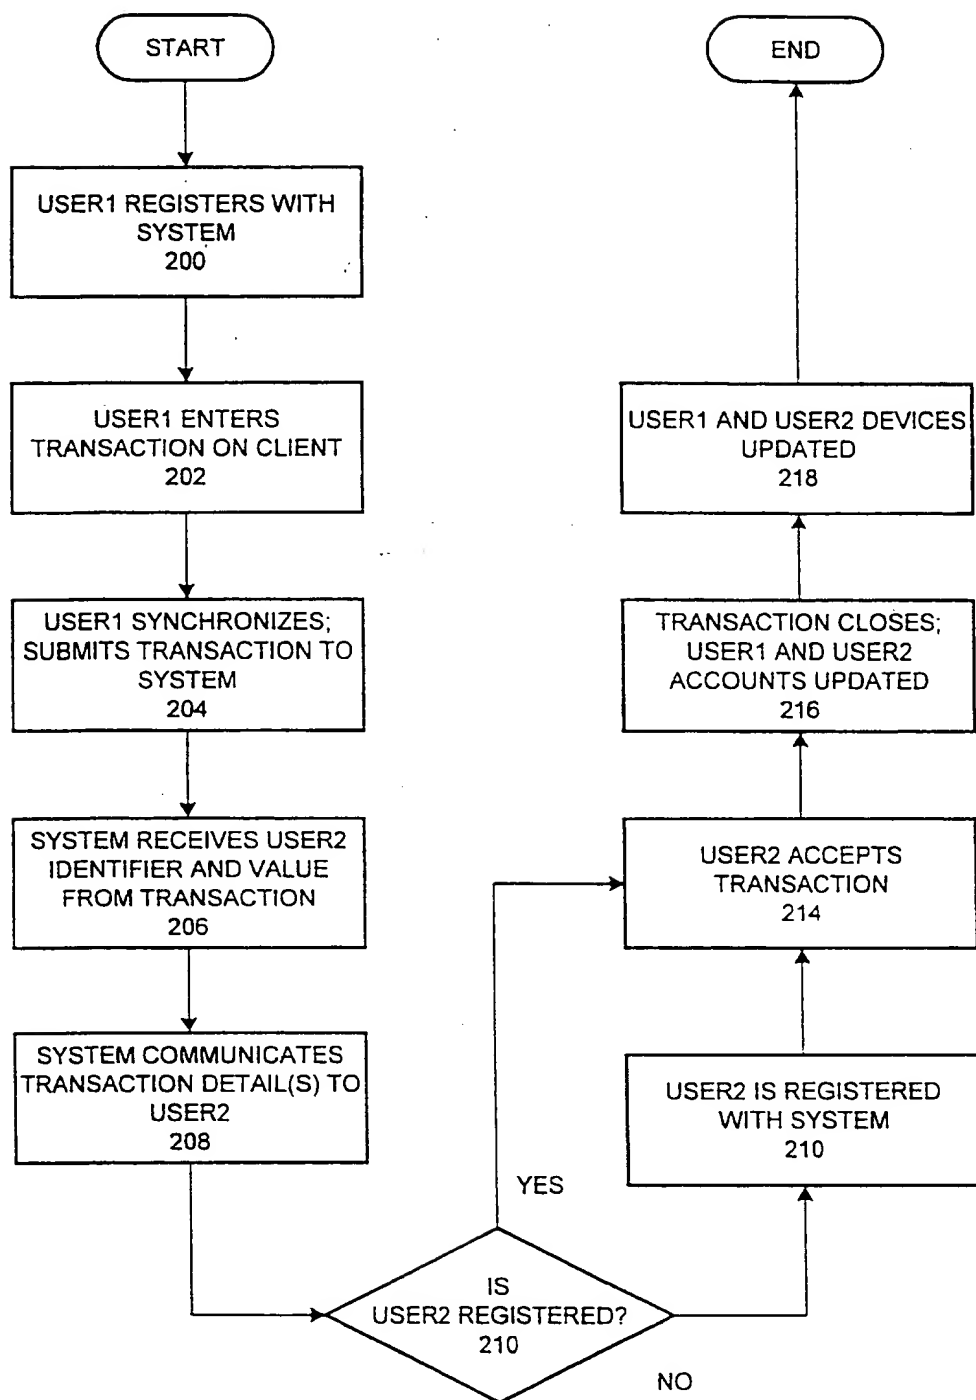 START
USER1 REGISTERS WITH
SYSTEM
200
USER1 ENTERS
TRANSACTION ON CLIENT
202
USER1 SYNCHRONIZES;
SUBMITS TRANSACTION TO
SYSTEM
204
SYSTEM RECEIVES USER2
IDENTIFIER AND VALUE
FROM TRANSACTION
206
SYSTEM COMMUNICATES
TRANSACTION DETAIL(S) TO
USER2
208
IS
USER2 REGISTERED?
210
YES
NO
USER2 IS REGISTERED
WITH SYSTEM
210
USER2 ACCEPTS
TRANSACTION
214
TRANSACTION CLOSES;
USER1 AND USER2
ACCOUNTS UPDATED
216
USER1 AND USER2 DEVICES
UPDATED
218
END